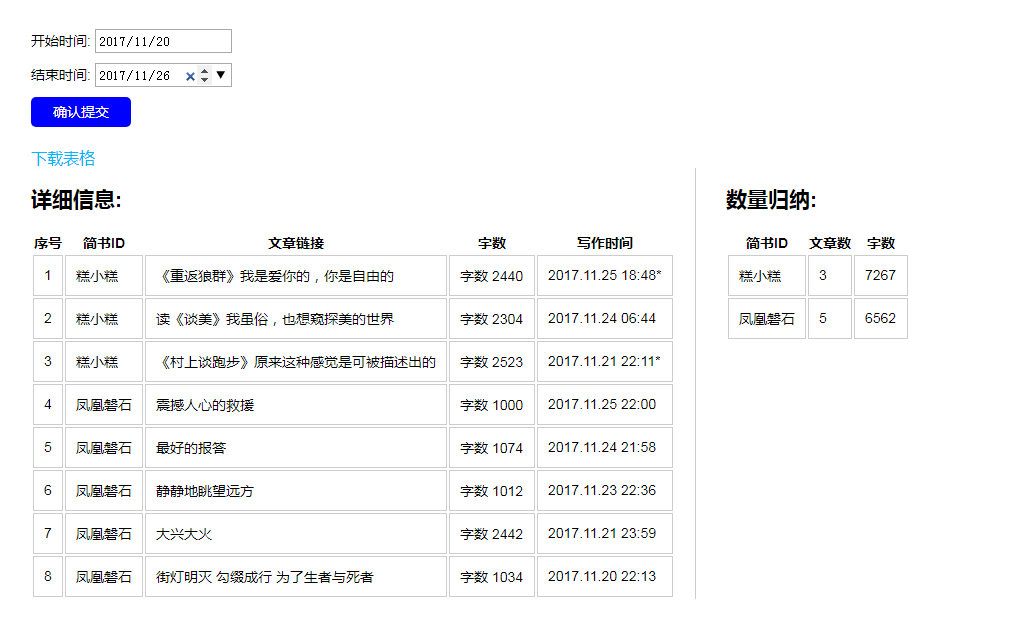 开始时间: 2017/11/20
结束时间: 2017/11/26
确认提交
下载表格
详细信息:
序号 简书ID 文章链接 字数 写作时间
1 糕小糕 《重返狼群》我是爱你的，你是自由的 字数 2440 2017.11.25 18:48*
2 糕小糕 读《谈美》我虽俗，也想窥探美的世界 字数 2304 2017.11.24 06:44
3 糕小糕 《村上谈跑步》原来这种感觉是可被描述出的 字数 2523 2017.11.21 22:11*
4 凤凰磐石 震撼人心的救援 字数 1000 2017.11.25 22:00
5 凤凰磐石 最好的报答 字数 1074 2017.11.24 21:58
6 凤凰磐石 静静地眺望远方 字数 1012 2017.11.23 22:36
7 凤凰磐石 大兴大火 字数 2442 2017.11.21 23:59
8 凤凰磐石 街灯明灭 勾缀成行 为了生者与死者 字数 1034 2017.11.20 22:13
数量归纳:
简书ID 文章数 字数
糕小糕 3 7267
凤凰磐石 5 6562